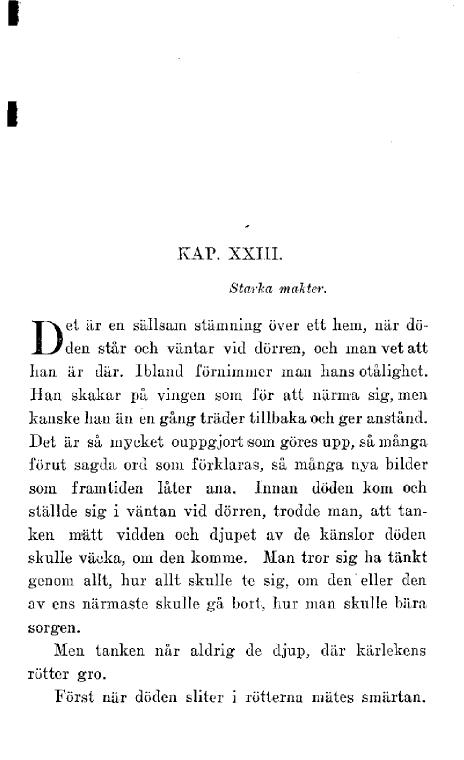 KAP. XXIII.
Starka makter.
Det är en sällsam stämning över ett hem, när dö-
den står och väntar vid dörren, och man vet att
han är där. Ibland förnimmer man hans otålighet.
Han skakar på vingen som för att närma sig, men
kanske han än en gång träder tillbaka och ger anstånd.
Det är så mycket ouppgjort som göres upp, så många
förut sagda ord som förklaras, så många nya bilder
som framtiden låter ana. Innan döden kom och
ställde sig i väntan vid dörren, trodde man, att tan-
ken mätt vidden och djupet av de känslor döden
skulle väcka, om den komme. Man tror sig ha tänkt
genom allt, hur allt skulle te sig, om den eller den
av ens närmaste skulle gå bort, hur man skulle bära
sorgen.
Men tanken når aldrig de djup, där kärlekens
rötter gro.
Först när döden sliter i rötterna mätes smärtan.